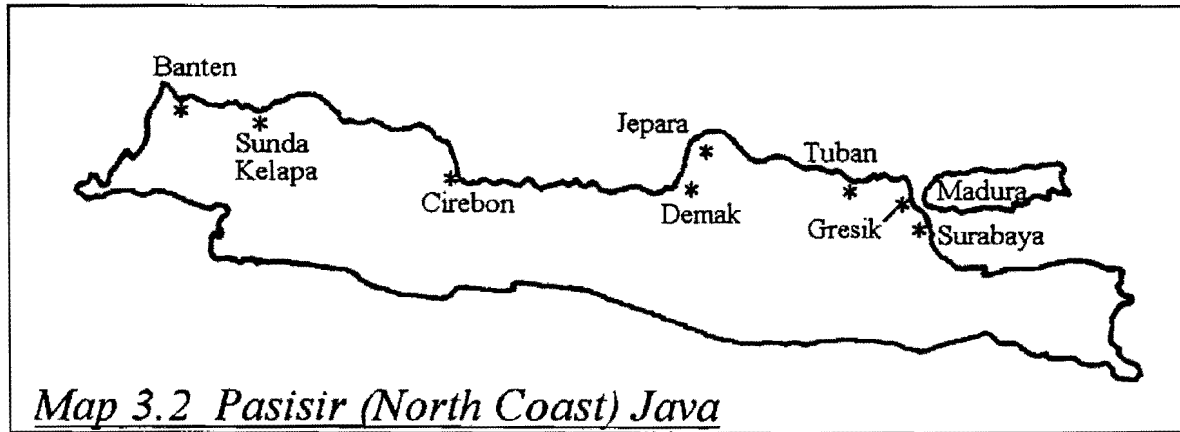 Banten
Sunda
Kelapa
Cirebon
Jepara
Demak
Tuban
Gresik
Madura
Surabaya
Map 3.2 Pasisir (North Coast) Java